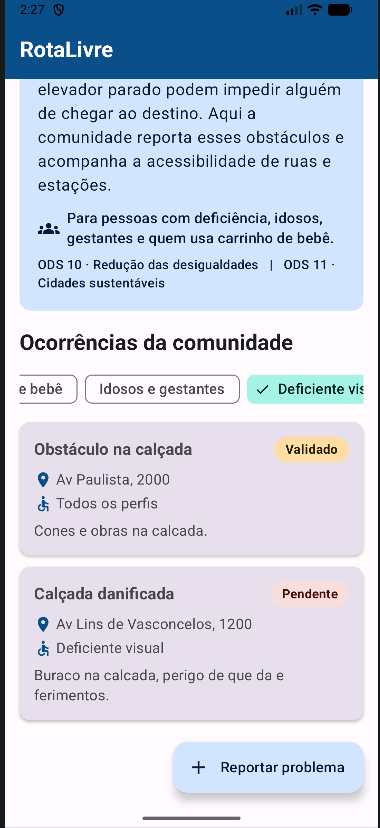 2:27
RotaLivre
elevador parado podem impedir alguém
de chegar ao destino. Aqui a
comunidade reporta esses obstáculos e
acompanha a acessibilidade de ruas e
estações.
Para pessoas com deficiência, idosos,
gestantes e quem usa carrinho de bebê.
ODS 10 · Redução das desigualdades | ODS 11 ·
Cidades sustentáveis
Ocorrências da comunidade
e bebê Idosos e gestantes Deficiente vis
Obstáculo na calçada Validado
Av Paulista, 2000
Todos os perfis
Cones e obras na calcada.
Calçada danificada Pendente
Av Lins de Vasconcelos, 1200
Deficiente visual
Buraco na calcada, perigo de que da e
ferimentos.
Reportar problema